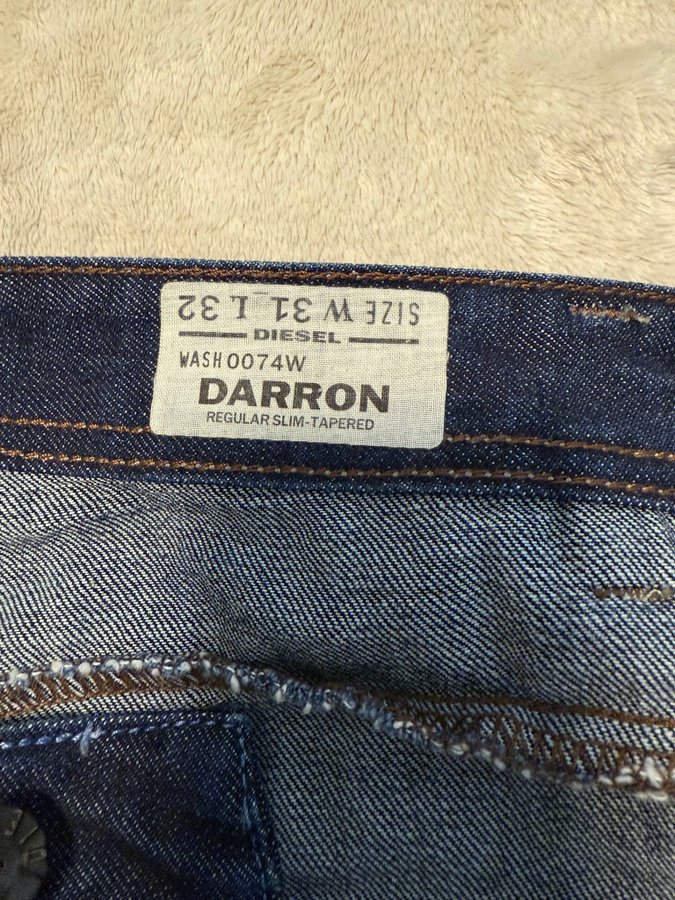 SIZE W 31 L 32
DIESEL
WASH 0074W
DARRON
REGULAR SLIM-TAPERED